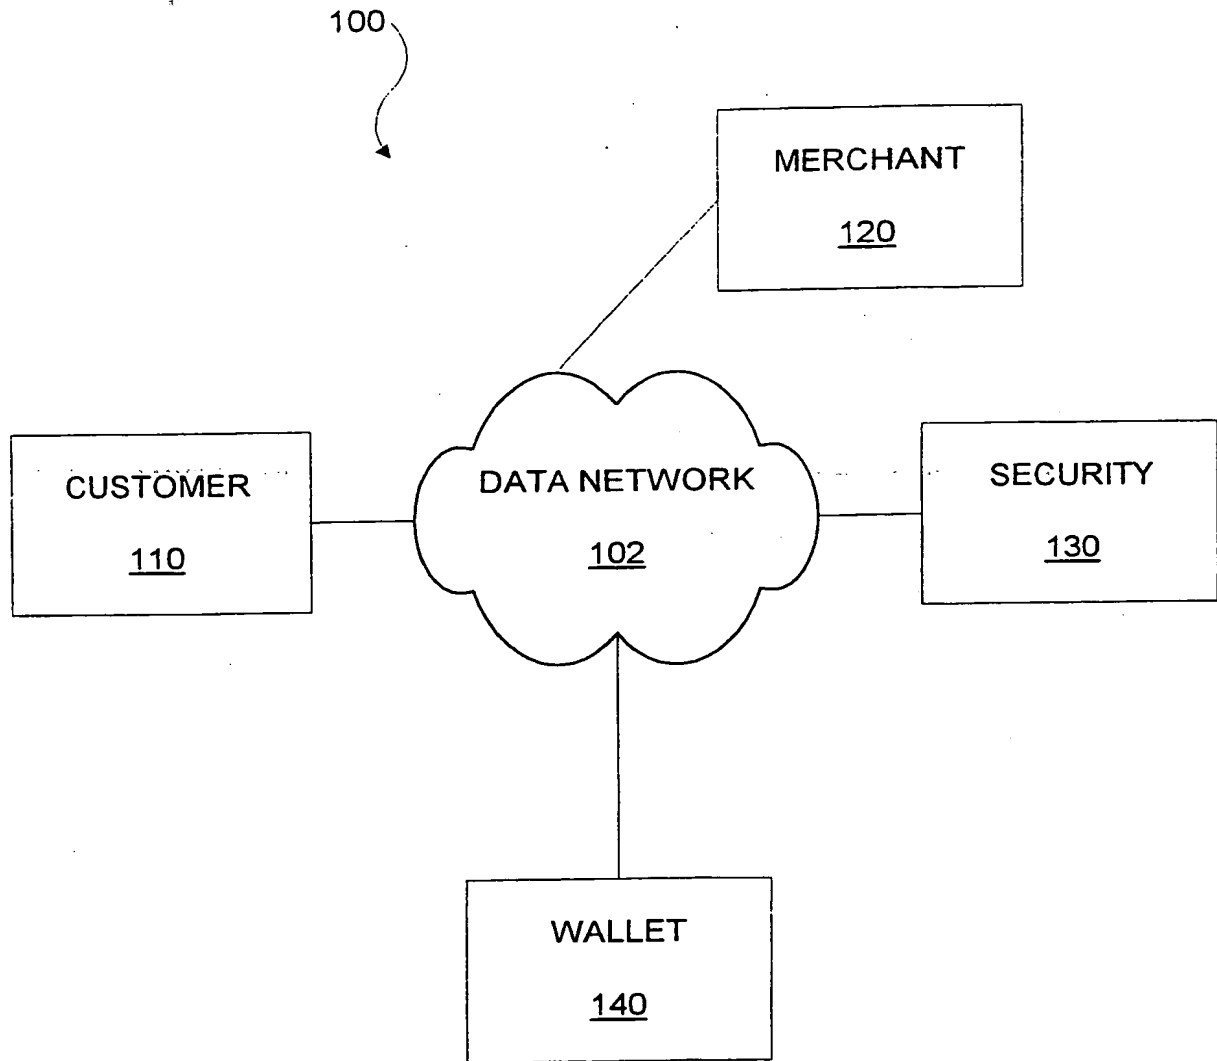 100
MERCHANT
120
CUSTOMER
110
DATA NETWORK
102
SECURITY
130
WALLET
140